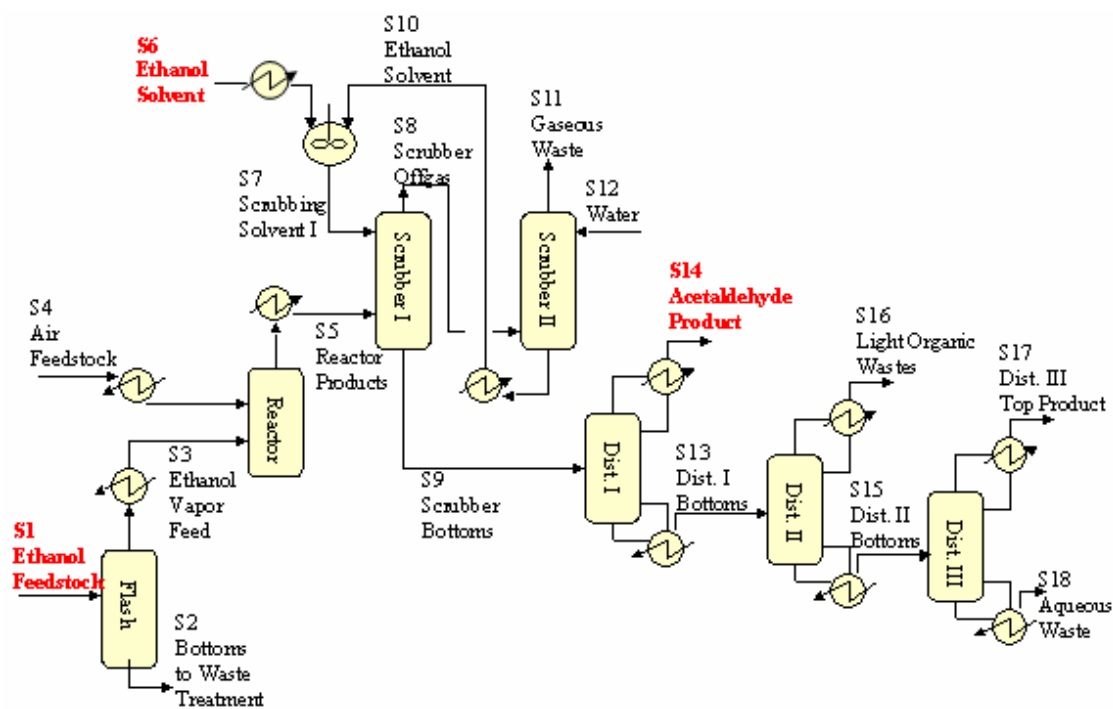 S6
Ethanol
Solvent
S10
Ethanol
Solvent
S11
Gaseous
Waste
S8
Scrubber
Offgas
S12
Water
S7
Scrubbing
Solvent I
Scrubber I
Scrubber II
S14
Acetaldehyde
Product
S4
Air
Feedstock
S5
Reactor
Products
Reactor
S16
Light Organic
Wastes
S17
Dist. III
Top Product
S3
Ethanol
Vapor
Feed
S9
Scrubber
Bottoms
Dist. I
S13
Dist. I
Bottoms
Dist. II
S15
Dist. II
Bottoms
Dist. III
S1
Ethanol
Feedstock
Flash
S2
Bottoms
to Waste
Treatment
S18
Aqueous
Waste